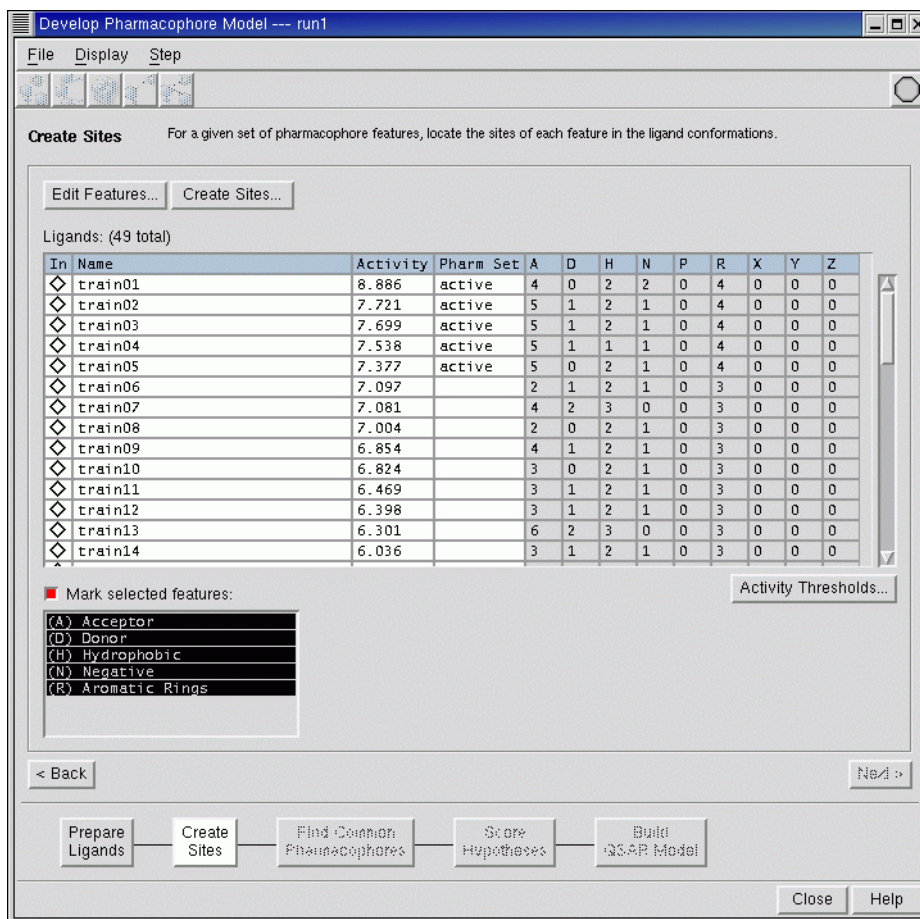 Develop Pharmacophore Model --- run1
File Display Step
Create Sites For a given set of pharmacophore features, locate the sites of each feature in the ligand conformations.
Edit Features... Create Sites...
Ligands: (49 total)
In Name Activity Pharm Set A D H N P R X Y Z
train01 8.886 active 4 0 2 2 0 4 0 0 0
train02 7.721 active 5 1 2 1 0 4 0 0 0
train03 7.699 active 5 1 2 1 0 4 0 0 0
train04 7.538 active 5 1 1 1 0 4 0 0 0
train05 7.377 active 5 0 2 1 0 4 0 0 0
train06 7.097 2 1 2 1 0 3 0 0 0
train07 7.081 4 2 3 0 0 3 0 0 0
train08 7.004 2 0 2 1 0 3 0 0 0
train09 6.854 4 1 2 1 0 3 0 0 0
train10 6.824 3 0 2 1 0 3 0 0 0
train11 6.469 3 1 2 1 0 3 0 0 0
train12 6.398 3 1 2 1 0 3 0 0 0
train13 6.301 6 2 3 0 0 3 0 0 0
train14 6.036 3 1 2 1 0 3 0 0 0
Mark selected features: Activity Thresholds...
(A) Acceptor
(D) Donor
(H) Hydrophobic
(N) Negative
(R) Aromatic Rings
< Back Next >
Prepare Create Find Common Score Build
Ligands Sites Pharmacophores Hypotheses QSAR Model
Close Help